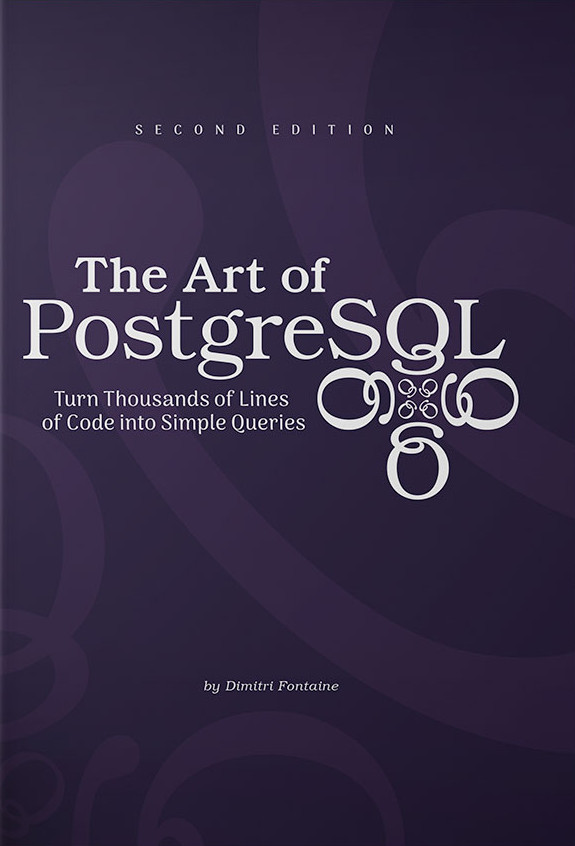 SECOND EDITION
The Art of
PostgreSQL
Turn Thousands of Lines
of Code into Simple Queries
by Dimitri Fontaine